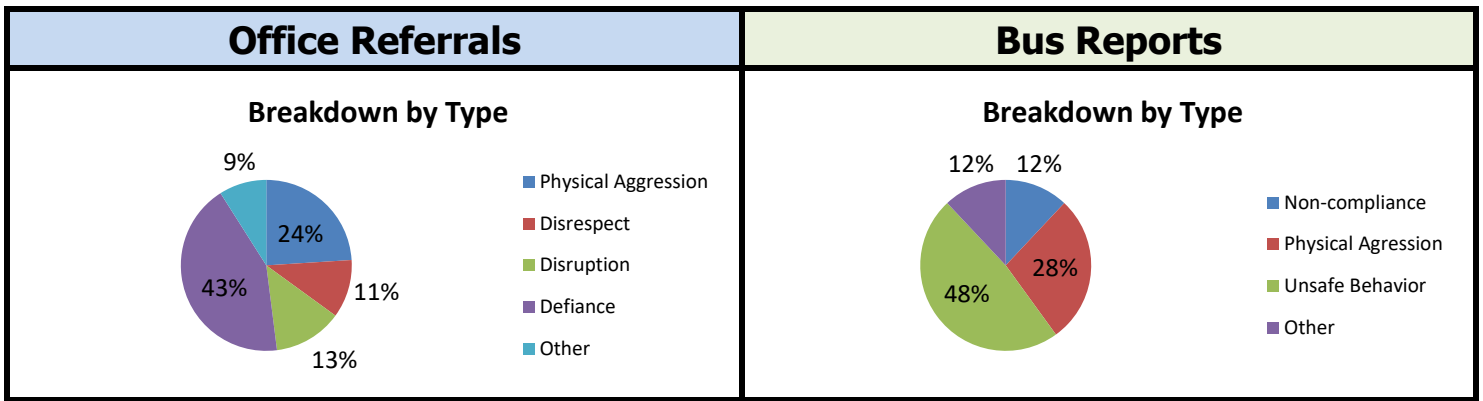 Office Referrals
Bus Reports
Breakdown by Type
9%
24%
11%
13%
43%
Physical Aggression
Disrespect
Disruption
Defiance
Other
Breakdown by Type
12%
12%
28%
48%
Non-compliance
Physical Agression
Unsafe Behavior
Other